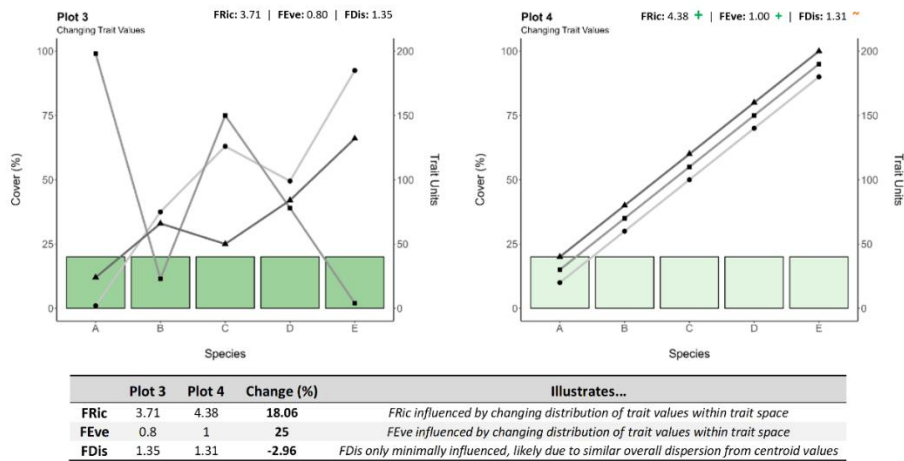 Plot 3
Changing Trait Values
FRic: 3.71 | FEve: 0.80 | FDis: 1.35
100
75
50
25
0
Cover (%)
200
150
100
50
0
Trait Units
A B C D E
Species
Plot 4
Changing Trait Values
FRic: 4.38 + | FEve: 1.00 + | FDis: 1.31 ~
100
75
50
25
0
Cover (%)
200
150
100
50
0
Trait Units
A B C D E
Species
Plot 3 Plot 4 Change (%) Illustrates...
FRic 3.71 4.38 18.06 FRic influenced by changing distribution of trait values within trait space
FEve 0.8 1 25 FEve influenced by changing distribution of trait values within trait space
FDis 1.35 1.31 -2.96 FDis only minimally influenced, likely due to similar overall dispersion from centroid values